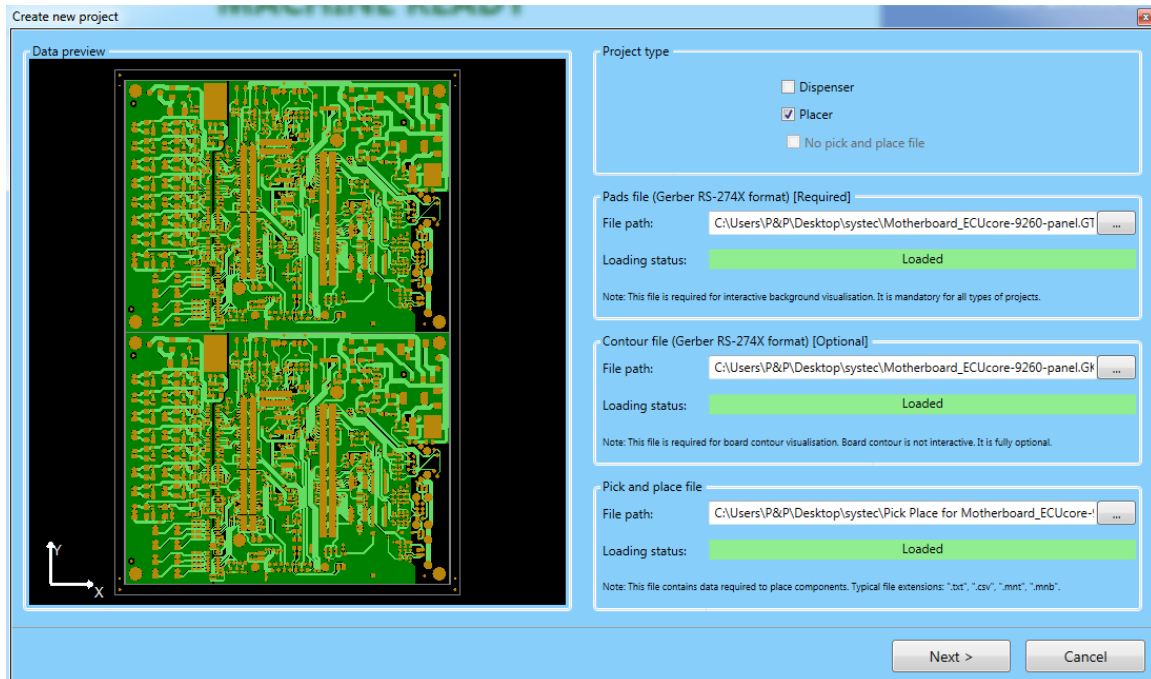 MACHINE READY
Create new project
Data preview
Y
X
Project type
Dispenser
Placer
No pick and place file
Pads file (Gerber RS-274X format) [Required]
File path: C:\Users\P&P\Desktop\systec\Motherboard_ECUcore-9260-panel.GT ...
Loading status: Loaded
Note: This file is required for interactive background visualisation. It is mandatory for all types of projects.
Contour file (Gerber RS-274X format) [Optional]
File path: C:\Users\P&P\Desktop\systec\Motherboard_ECUcore-9260-panel.GK ...
Loading status: Loaded
Note: This file is required for board contour visualisation. Board contour is not interactive. It is fully optional.
Pick and place file
File path: C:\Users\P&P\Desktop\systec\Pick Place for Motherboard_ECUcore-9 ...
Loading status: Loaded
Note: This file contains data required to place components. Typical file extensions: ".txt", ".csv", ".mnt", ".mnb".
Next >
Cancel